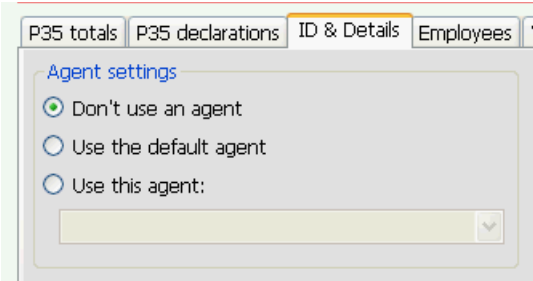 P35 totals P35 declarations ID & Details Employees
Agent settings
Don't use an agent
Use the default agent
Use this agent: